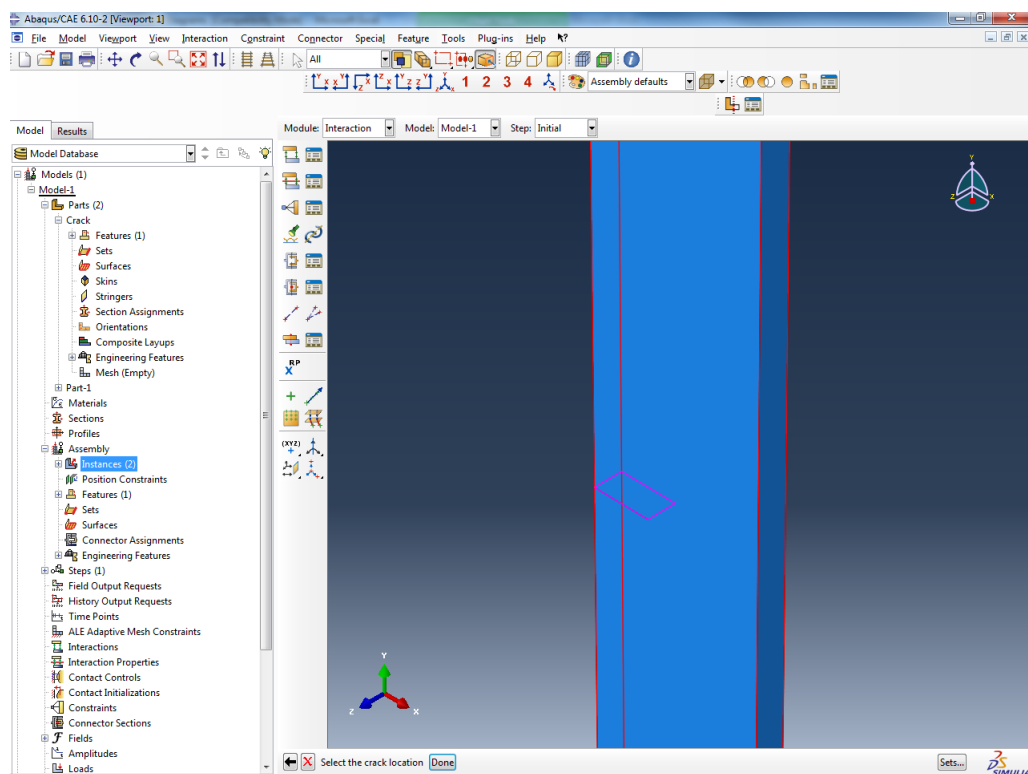 Abaqus/CAE 6.10-2 [Viewport: 1]
File Model Viewport View Interaction Constraint Connector Special Feature Tools Plug-ins Help
All
1 2 3 4 Assembly defaults
Model Results
Module: Interaction Model: Model-1 Step: Initial
Model Database
Models (1)
Model-1
Parts (2)
Crack
Features (1)
Sets
Surfaces
Skins
Stringers
Section Assignments
Orientations
Composite Layups
Engineering Features
Mesh (Empty)
Part-1
Materials
Sections
Profiles
Assembly
Instances (2)
Position Constraints
Features (1)
Sets
Surfaces
Connector Assignments
Engineering Features
Steps (1)
Field Output Requests
History Output Requests
Time Points
ALE Adaptive Mesh Constraints
Interactions
Interaction Properties
Contact Controls
Contact Initializations
Constraints
Connector Sections
Fields
Amplitudes
Loads
RP
(XYZ)
Y
Z
X
Y
Z
X
Select the crack location Done
Sets...